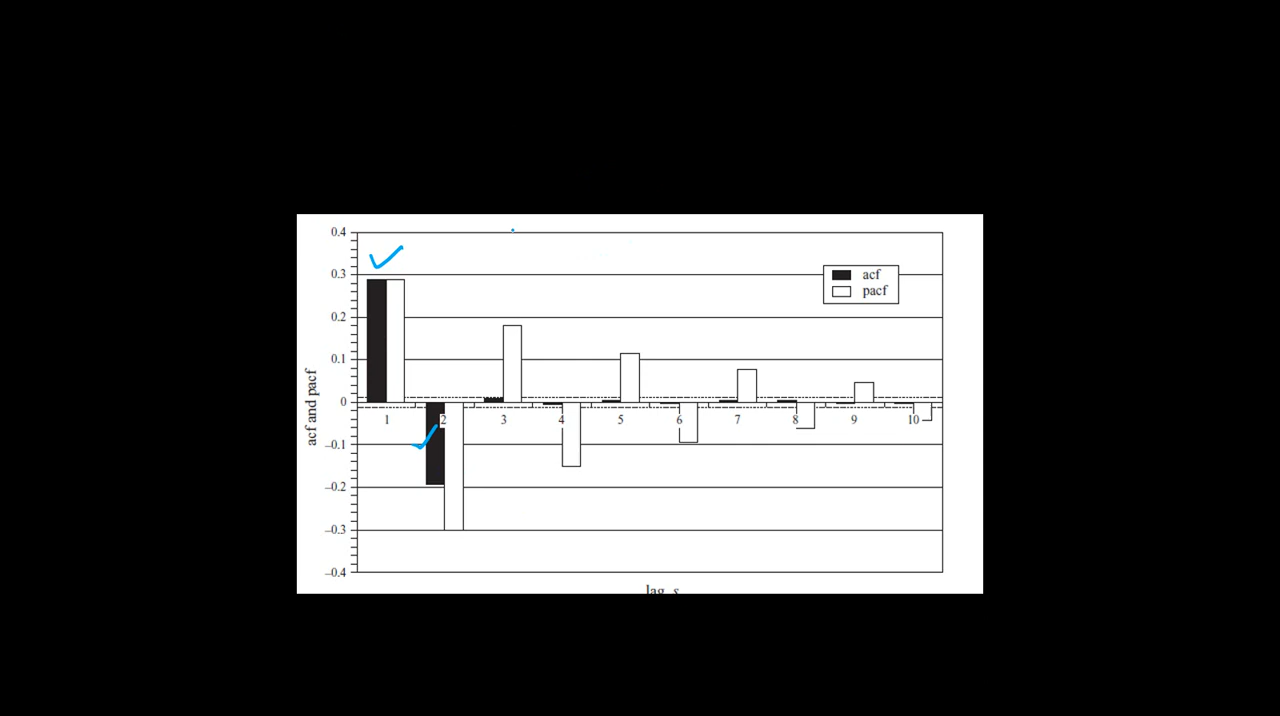 0.4
0.3
0.2
0.1
0
–0.1
–0.2
–0.3
–0.4
acf and pacf
acf
pacf
1 2 3 4 5 6 7 8 9 10
lag, s